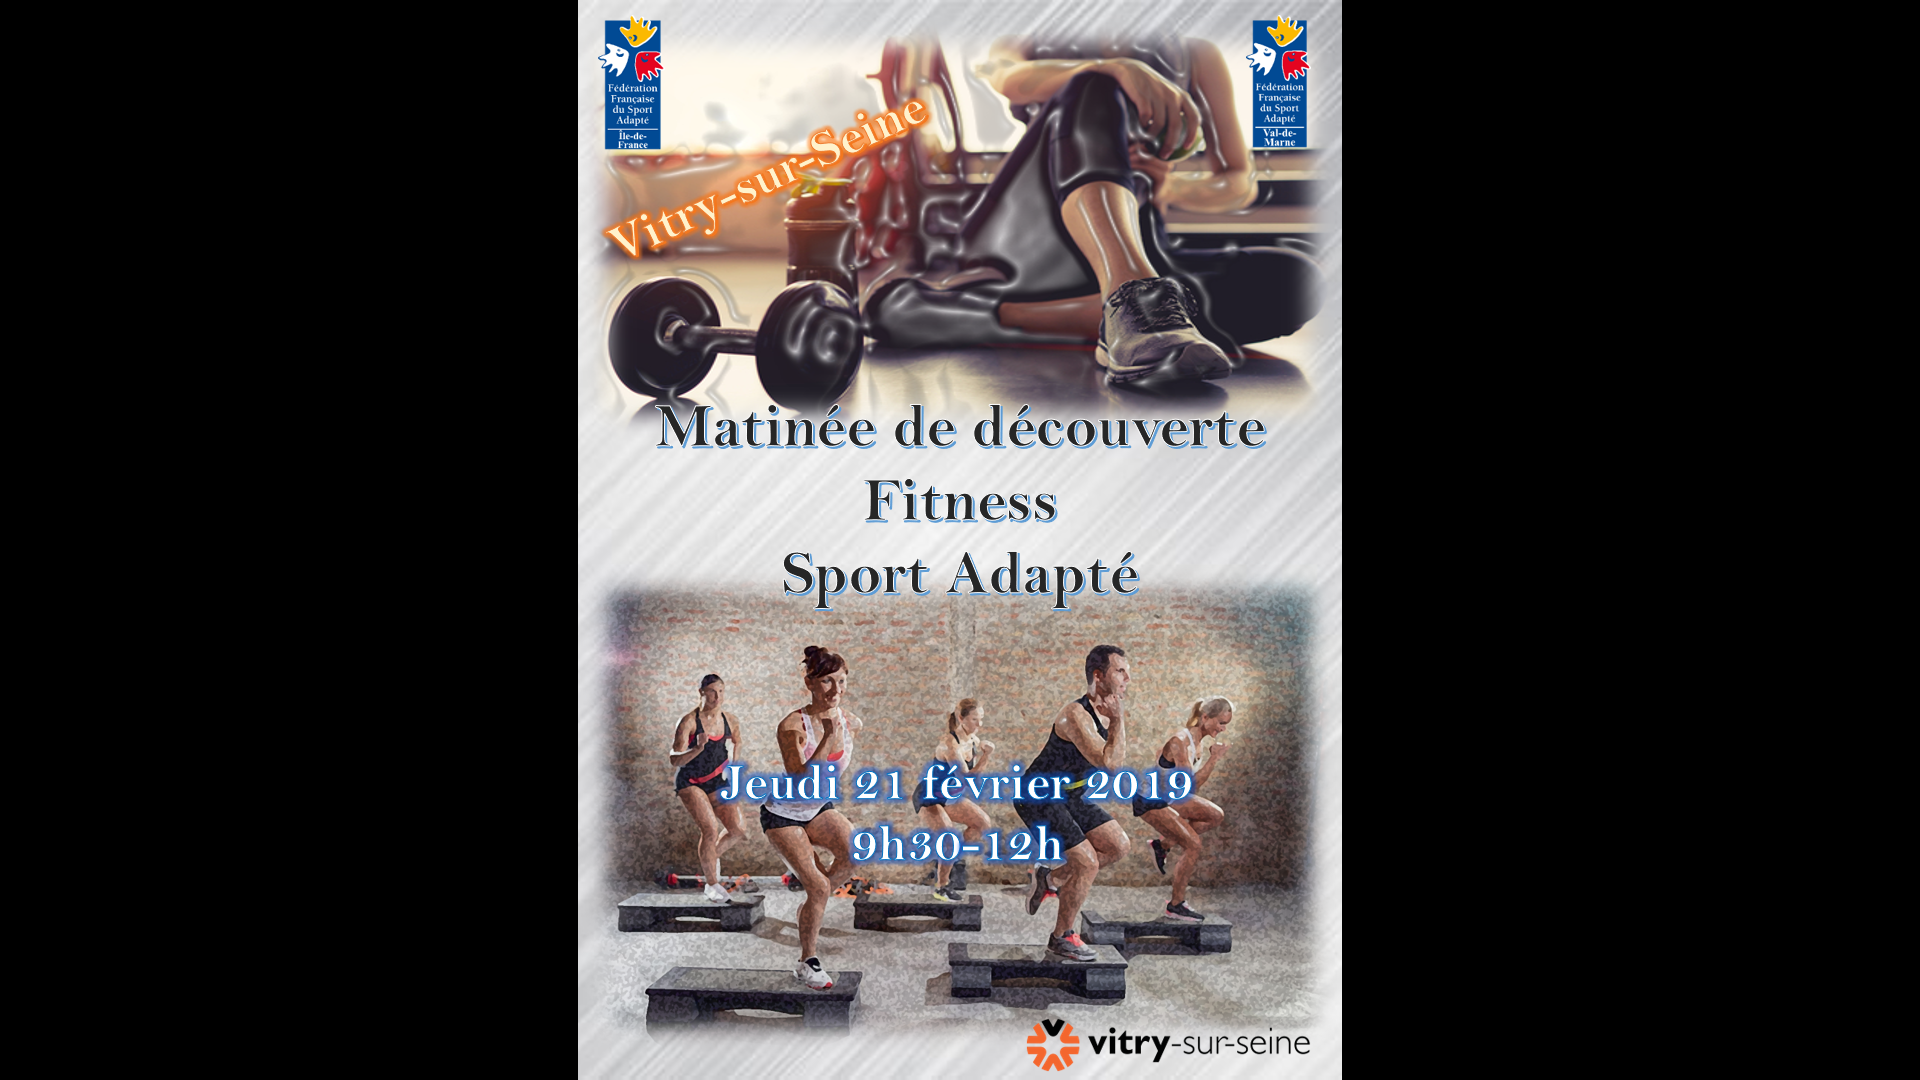 Fédération
Française
du Sport
Adapté
Île-de-
France
Fédération
Française
du Sport
Adapté
Val-de-
Marne
Vitry-sur-Seine
Matinée de découverte
Fitness
Sport Adapté
Jeudi 21 février 2019
9h30-12h
vitry-sur-seine